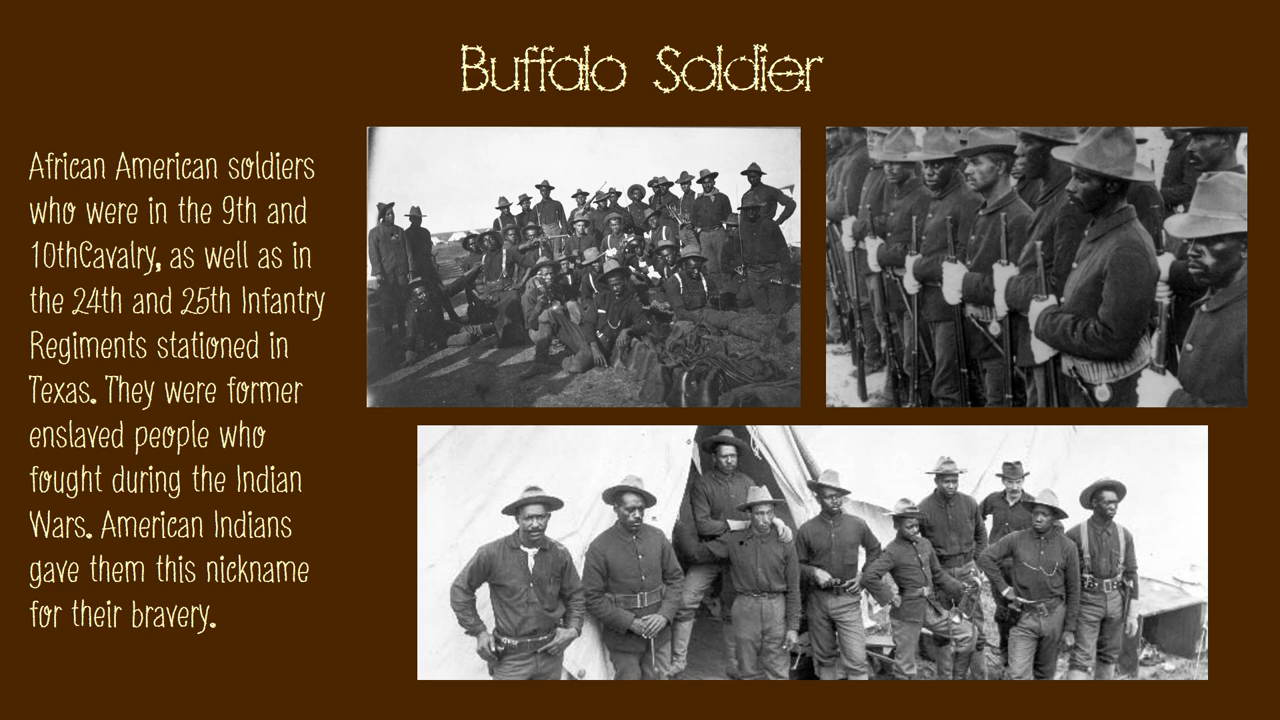 Buffalo Soldier
African American soldiers
who were in the 9th and
10thCavalry, as well as in
the 24th and 25th Infantry
Regiments stationed in
Texas. They were former
enslaved people who
fought during the Indian
Wars. American Indians
gave them this nickname
for their bravery.